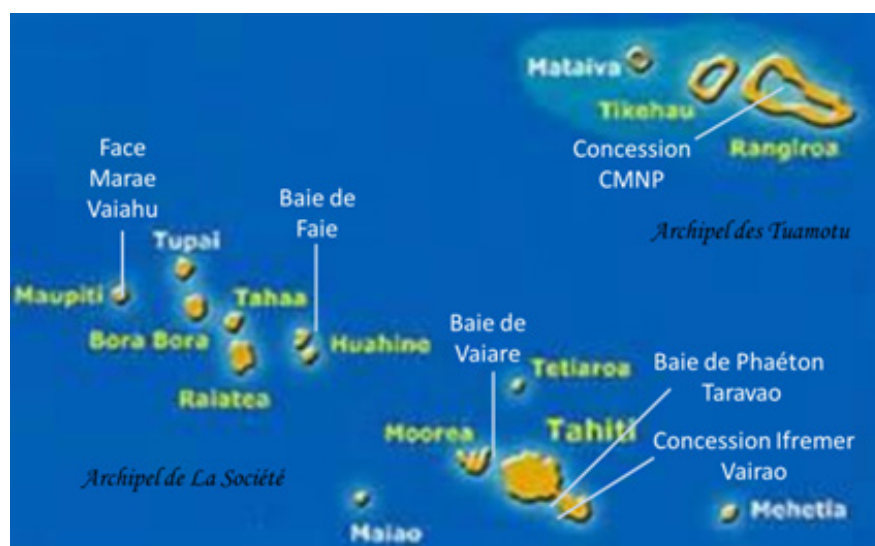 Mataiva
Tikehau
Rangiroa
Concession
CMNP
Archipel des Tuamotu
Face
Marae
Vaiahu
Baie de
Faie
Tupai
Maupiti
Tahaa
Bora Bora
Huahine
Raiatea
Baie de
Vaiare
Tetiaroa
Baie de Phaéton
Taravao
Moorea
Tahiti
Concession Ifremer
Vairao
Archipel de La Société
Maiao
Mehetia